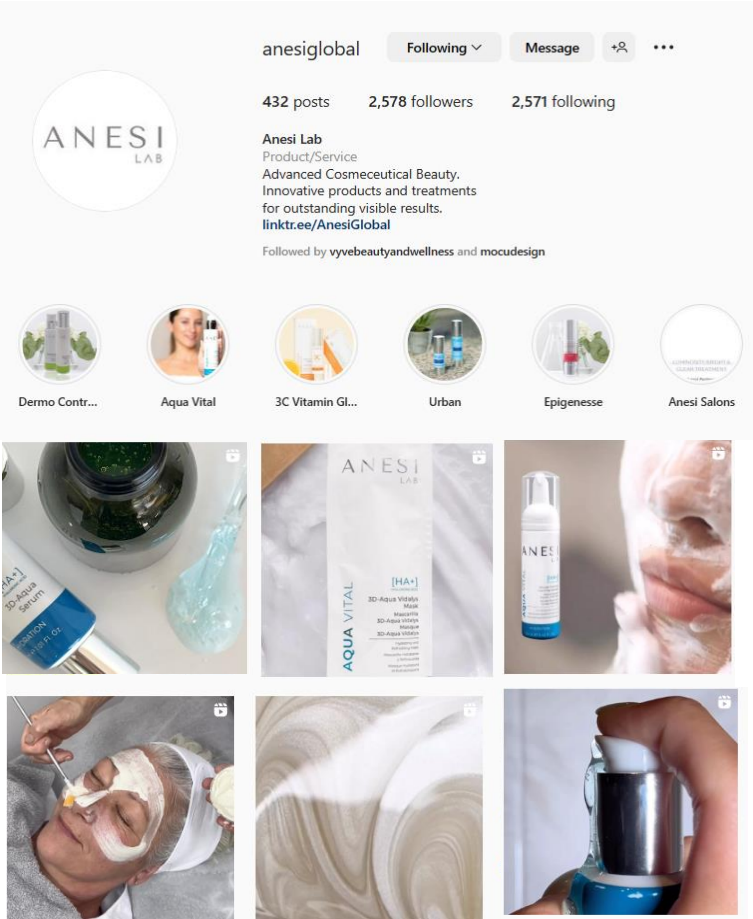 anesiglobal Following Message
432 posts 2,578 followers 2,571 following
ANESI
LAB
Anesi Lab
Product/Service
Advanced Cosmeceutical Beauty.
Innovative products and treatments
for outstanding visible results.
linktr.ee/AnesiGlobal
Followed by vyvebeautyandwellness and mocudesign
Dermo Contr... Aqua Vital 3C Vitamin Gl... Urban Epigenesse Anesi Salons
[HA+]
3D-Aqua
Serum
ANESI
LAB
AQUA VITAL
[HA+]
3D-Aqua Vidalys
Mask
Mascarilla
3D-Aqua Vidalys
Masque
3D-Aqua Vidalys
ANESI
AQUA